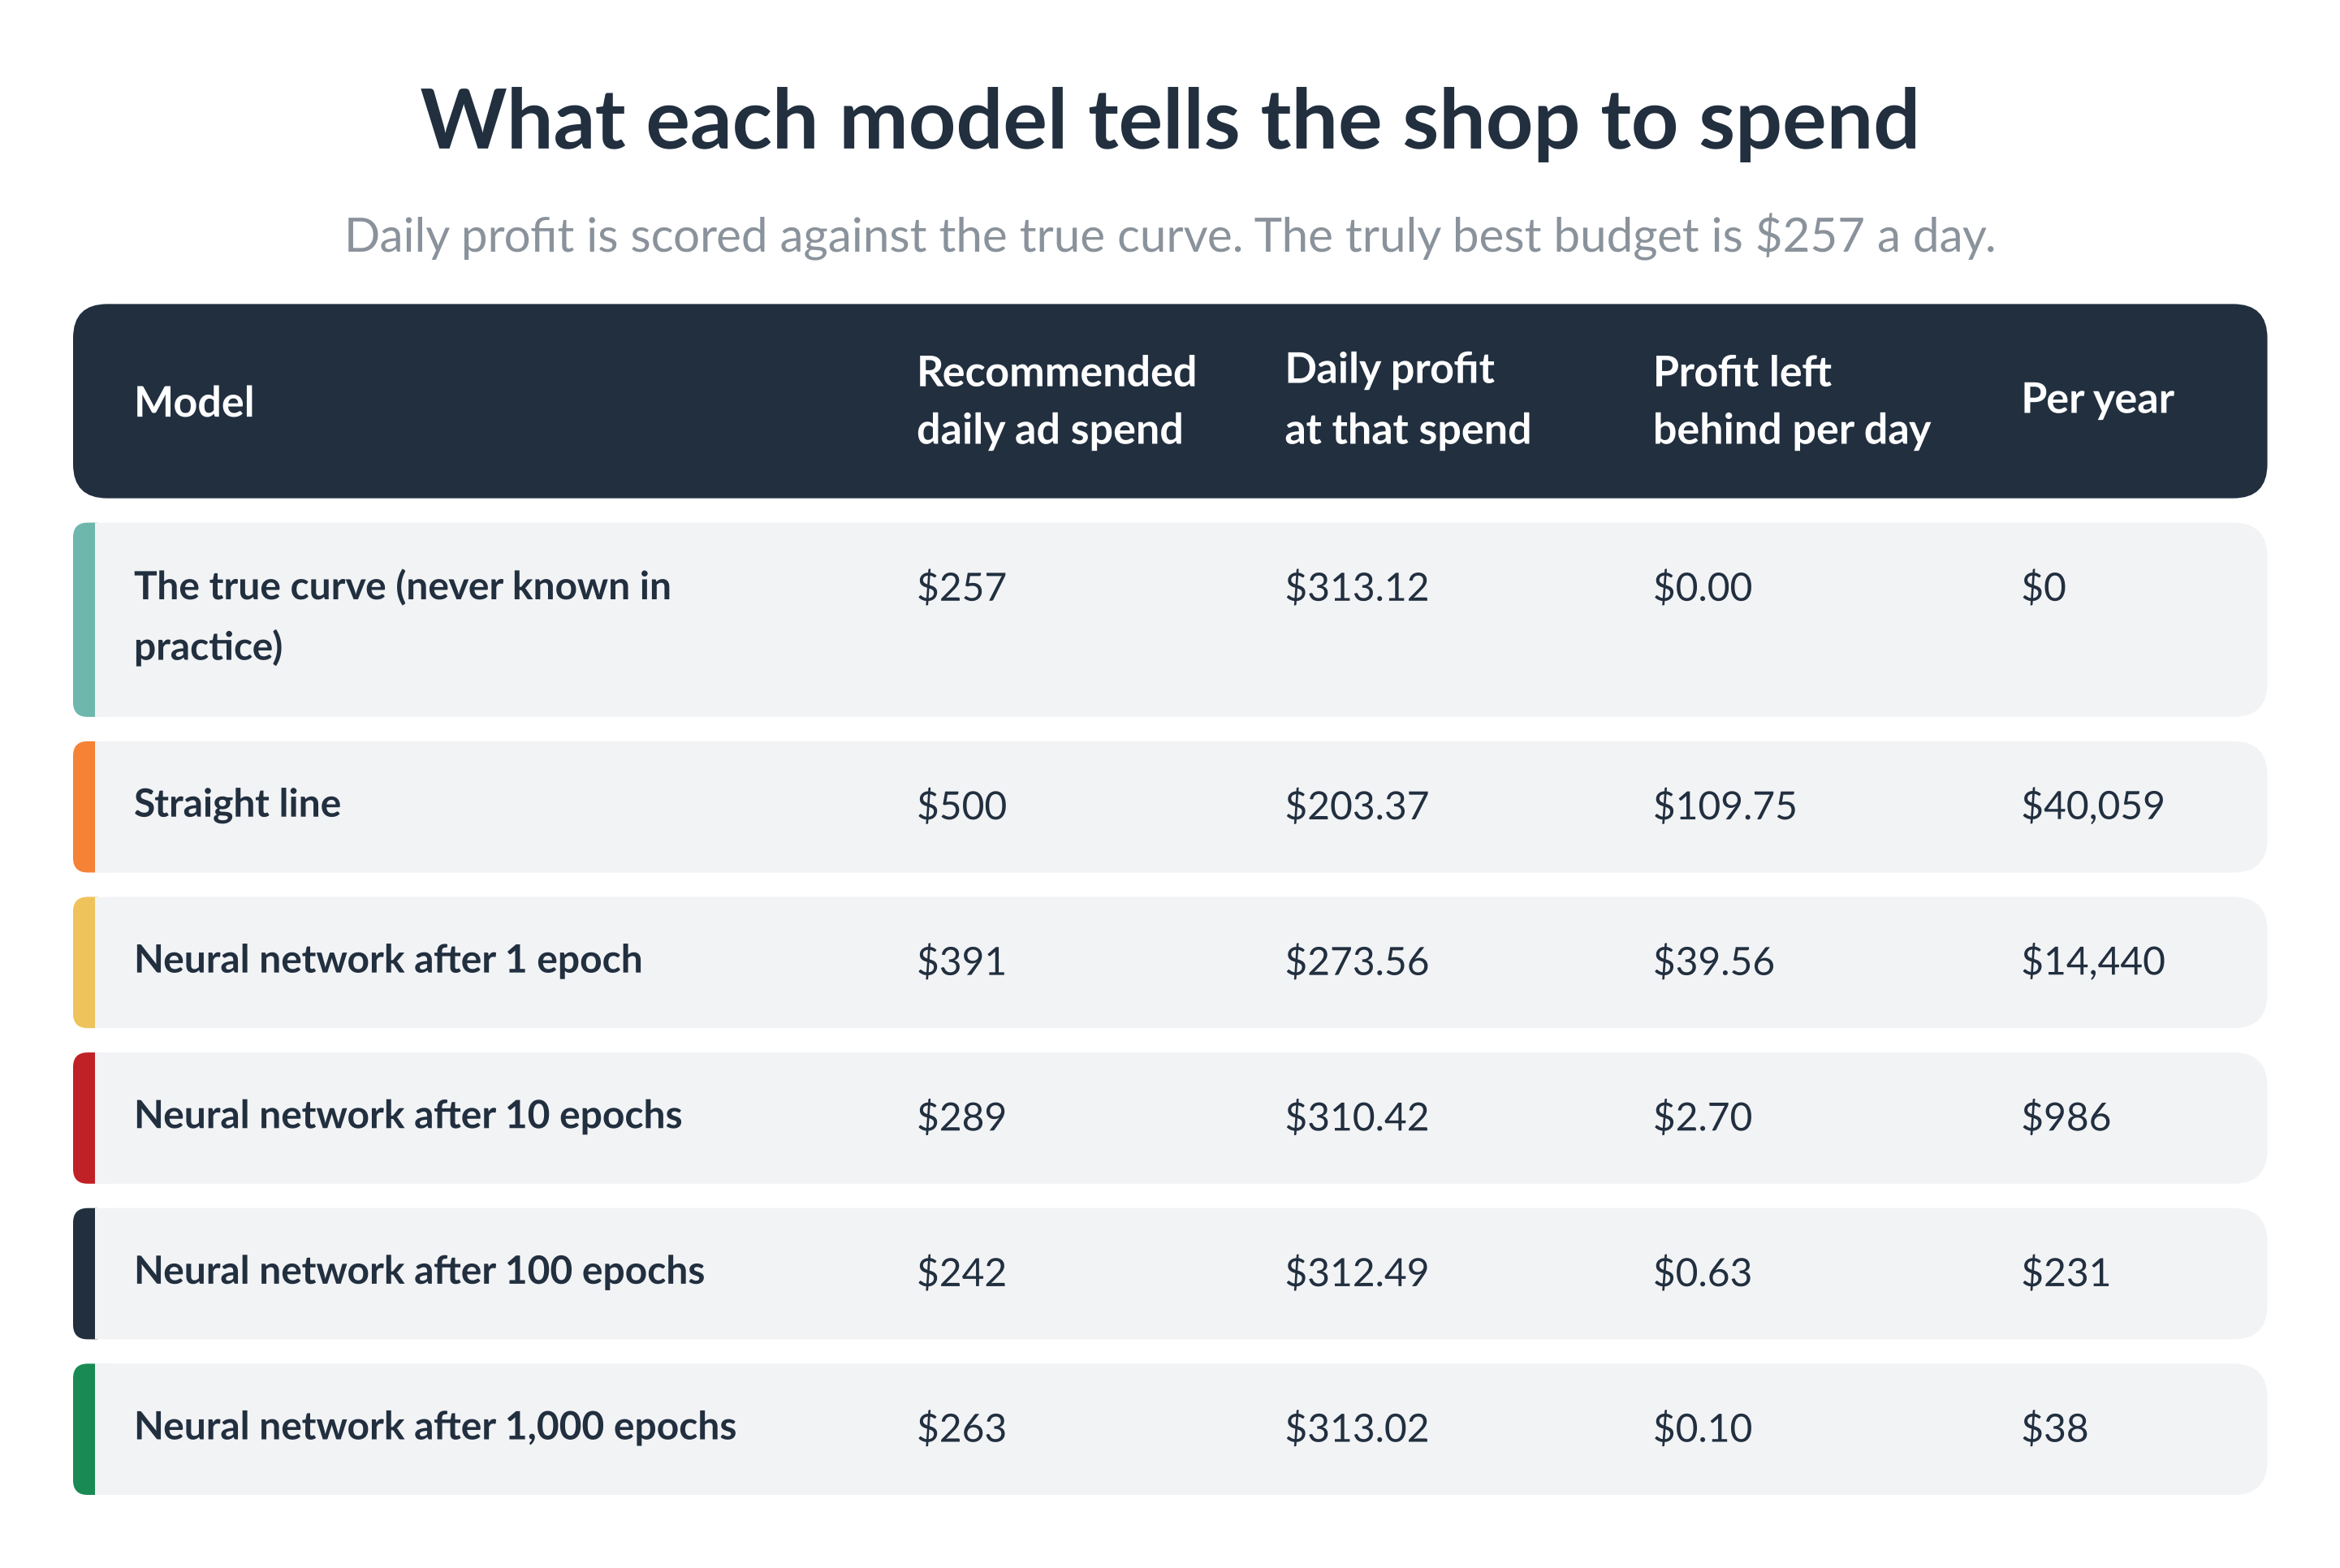 What each model tells the shop to spend
Daily profit is scored against the true curve. The truly best budget is $257 a day.
Model
Recommended
daily ad spend
Daily profit
at that spend
Profit left
behind per day
Per year
The true curve (never known in
practice)
$257
$313.12
$0.00
$0
Straight line
$500
$203.37
$109.75
$40,059
Neural network after 1 epoch
$391
$273.56
$39.56
$14,440
Neural network after 10 epochs
$289
$310.42
$2.70
$986
Neural network after 100 epochs
$242
$312.49
$0.63
$231
Neural network after 1,000 epochs
$263
$313.02
$0.10
$38